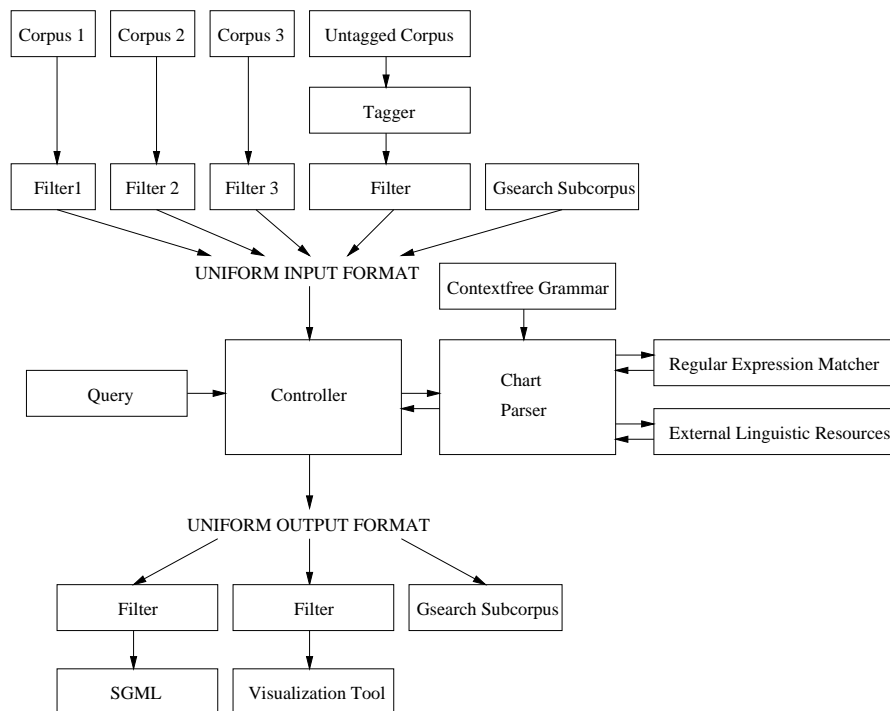 Corpus 1
Corpus 2
Corpus 3
Untagged Corpus
Tagger
Filter1
Filter 2
Filter 3
Filter
Gsearch Subcorpus
UNIFORM INPUT FORMAT
Contextfree Grammar
Query
Controller
Chart
Parser
Regular Expression Matcher
External Linguistic Resources
UNIFORM OUTPUT FORMAT
Filter
Filter
Gsearch Subcorpus
SGML
Visualization Tool